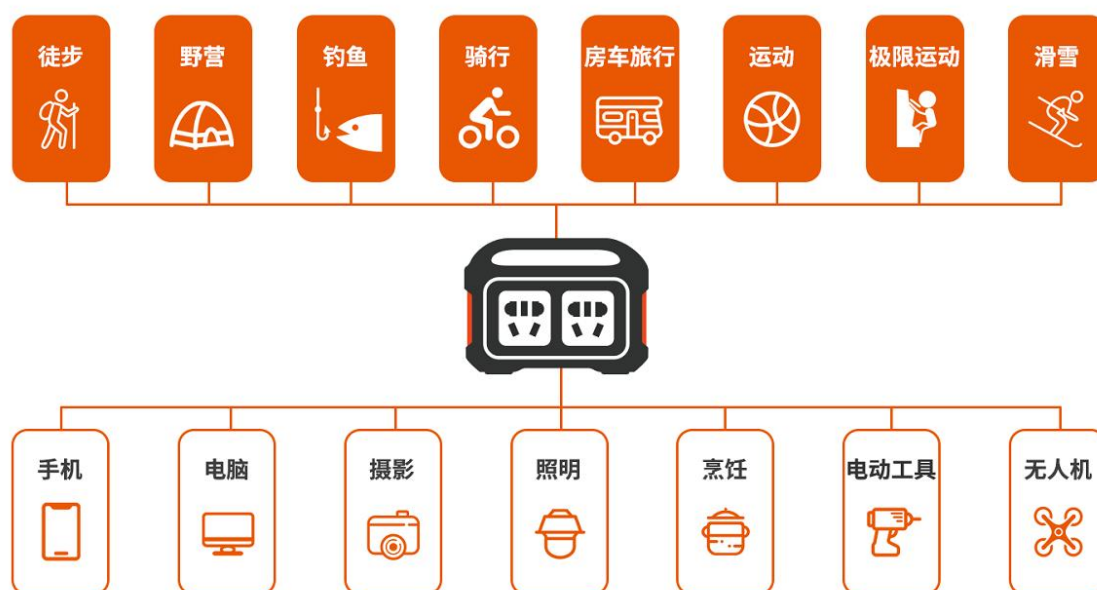 徒步
野营
钓鱼
骑行
房车旅行
运动
极限运动
滑雪
手机
电脑
摄影
照明
烹饪
电动工具
无人机